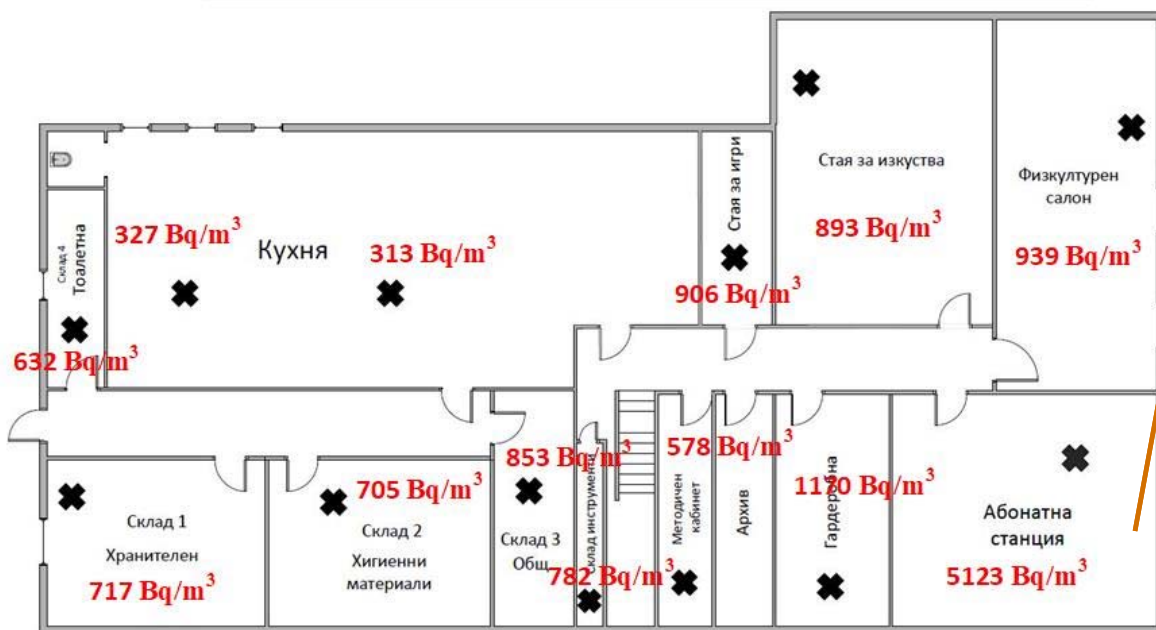 Стая за игри
Стая за изкуства
893 Bq/m³
Физкултурен
салон
939 Bq/m³
Склад 4
Тоалетна
327 Bq/m³
Кухня
313 Bq/m³
906 Bq/m³
632 Bq/m³
853 Bq/m³
578 Bq/m³
705 Bq/m³
Склад 1
Хранителен
717 Bq/m³
Склад 2
Хигиенни
материали
Склад 3
Общ
Склад инструменти
782 Bq/m³
Методичен
кабинет
Архив
Гардеробна
1170 Bq/m³
Абонатна
станция
5123 Bq/m³